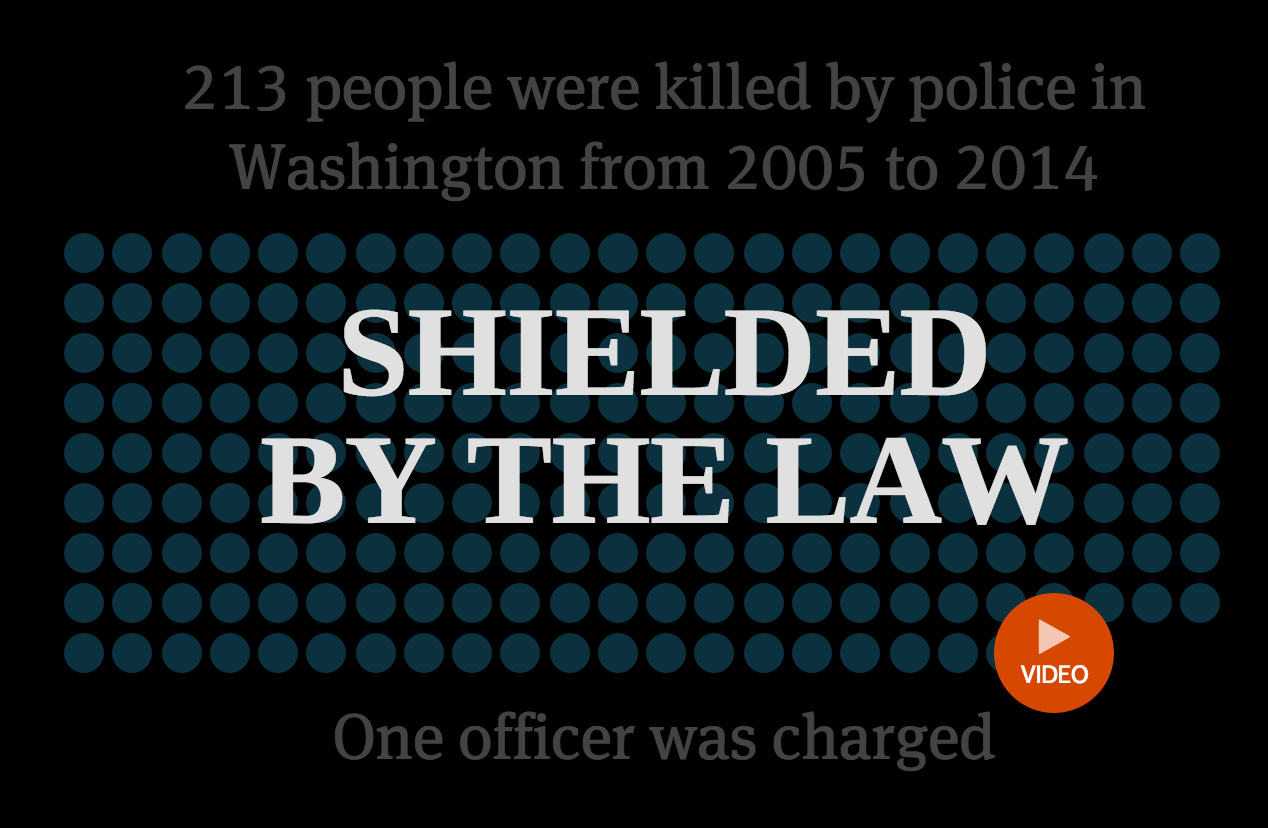 213 people were killed by police in
Washington from 2005 to 2014
SHIELDED
BY THE LAW
VIDEO
One officer was charged